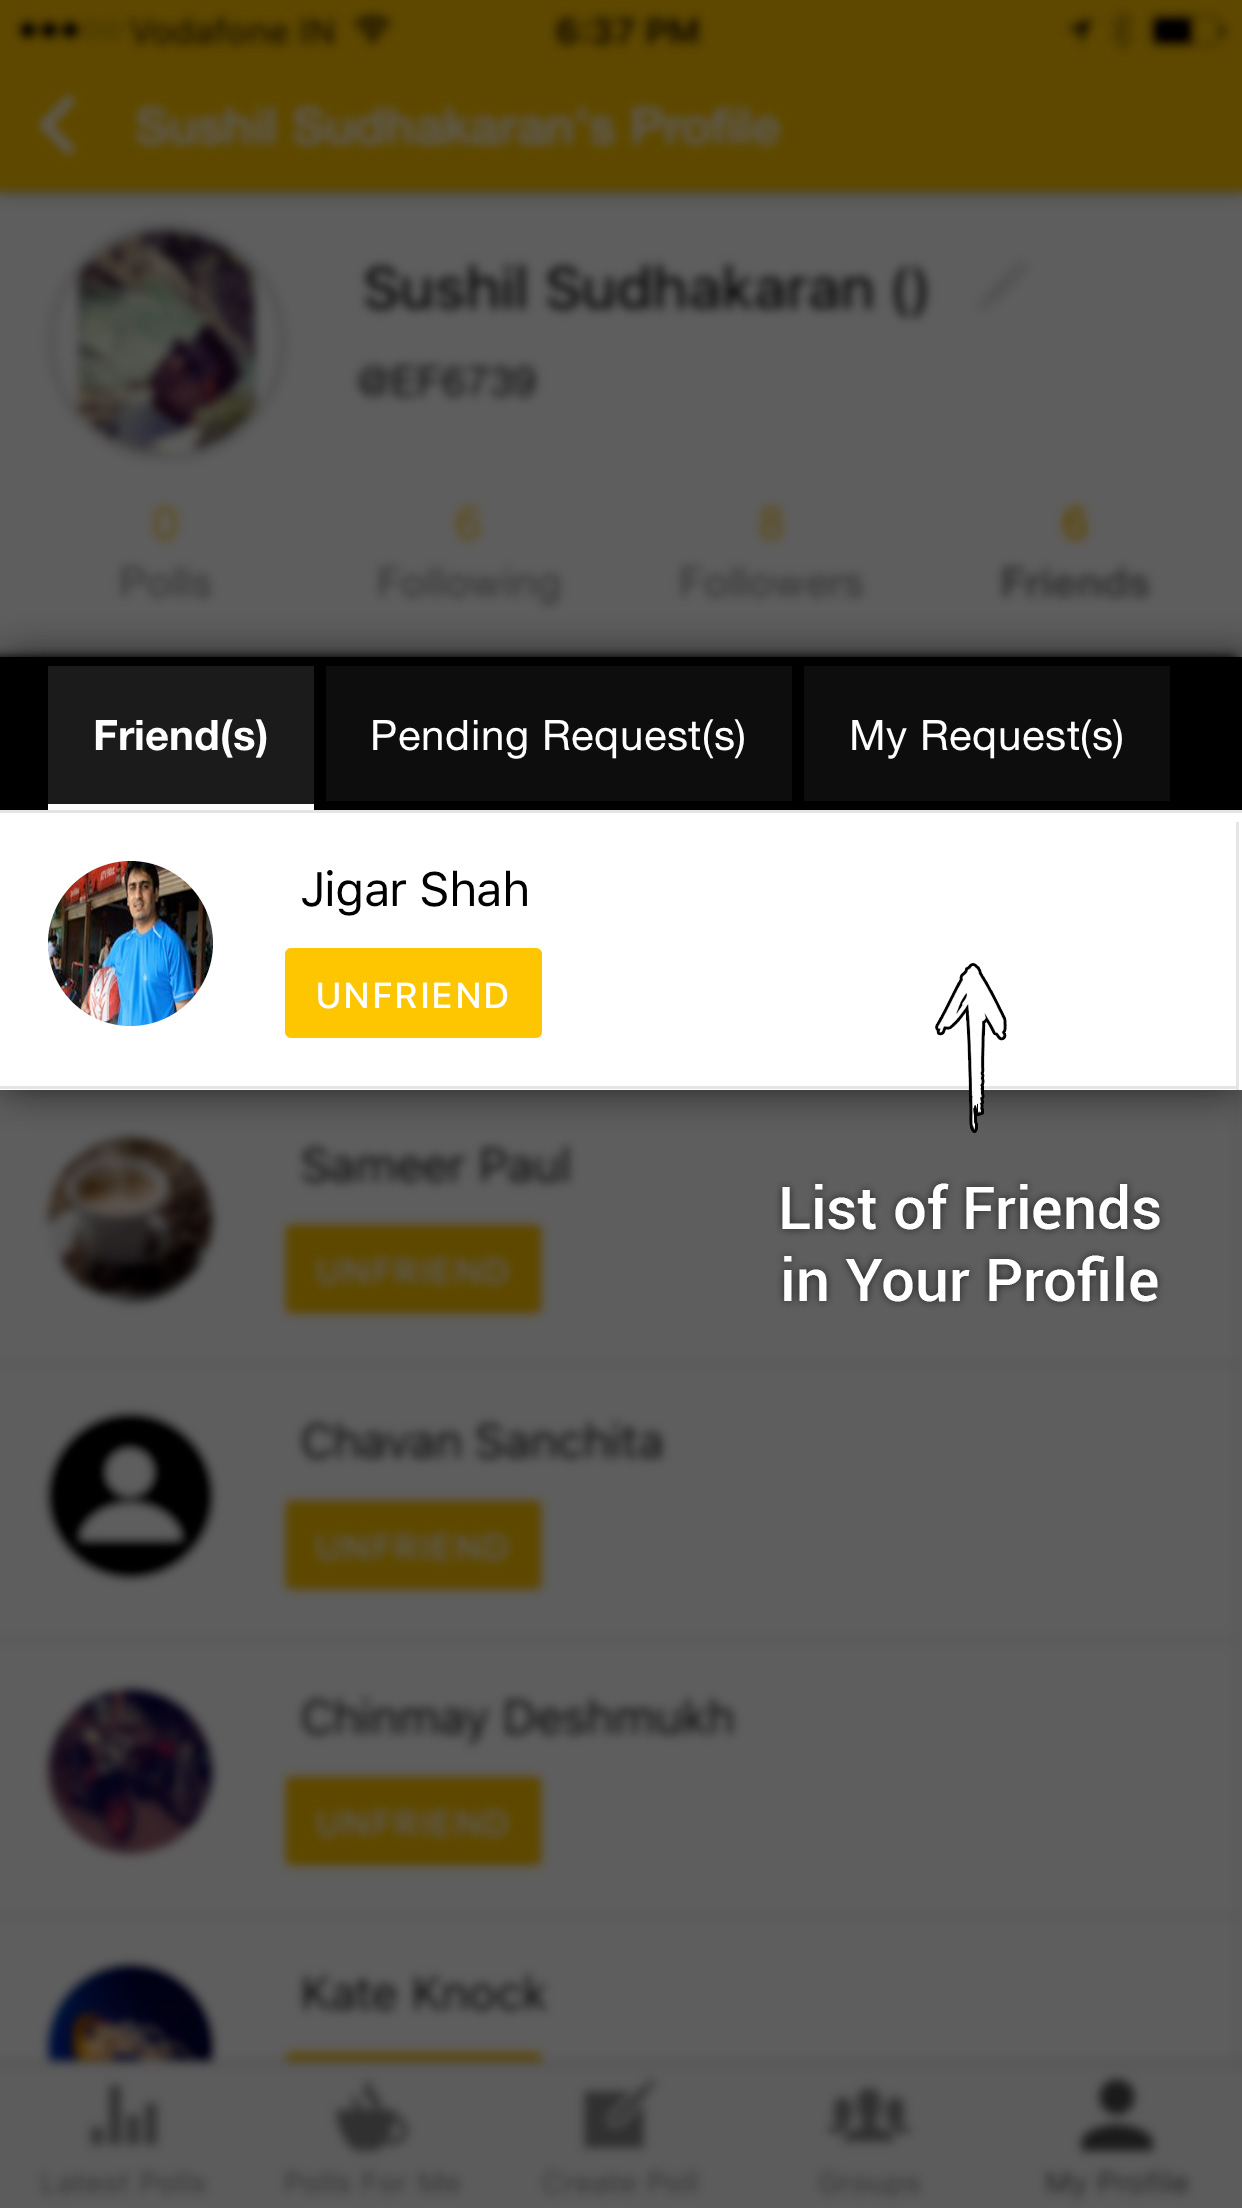 Vodafone IN 6:37 PM
Sushil Sudhakaran's Profile
Sushil Sudhakaran ()
@EF6739
0 6 8 6
Polls Following Followers Friends
Friend(s) Pending Request(s) My Request(s)
Jigar Shah
UNFRIEND
Sameer Paul
UNFRIEND
List of Friends
in Your Profile
Chavan Sanchita
UNFRIEND
Chinmay Deshmukh
UNFRIEND
Kate Knock
Latest Polls Polls For Me Create Poll Groups My Profile